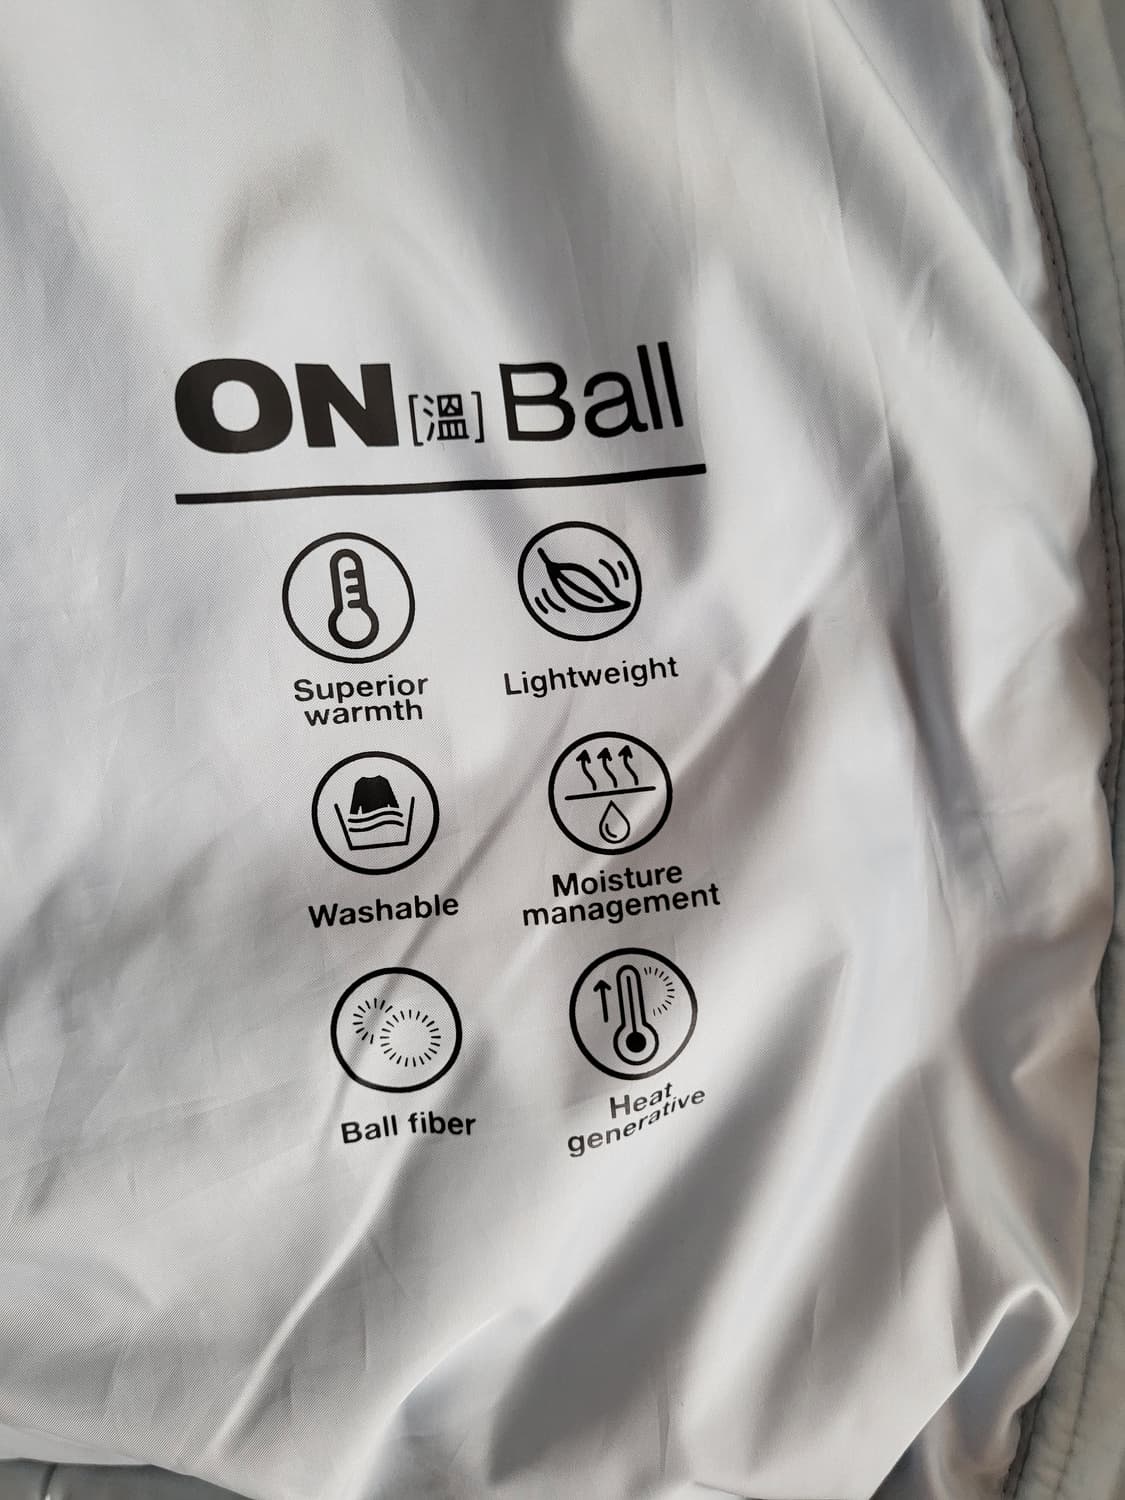 ON [溫] Ball
Superior
warmth
Lightweight
Washable
Moisture
management
Ball fiber
Heat
generative